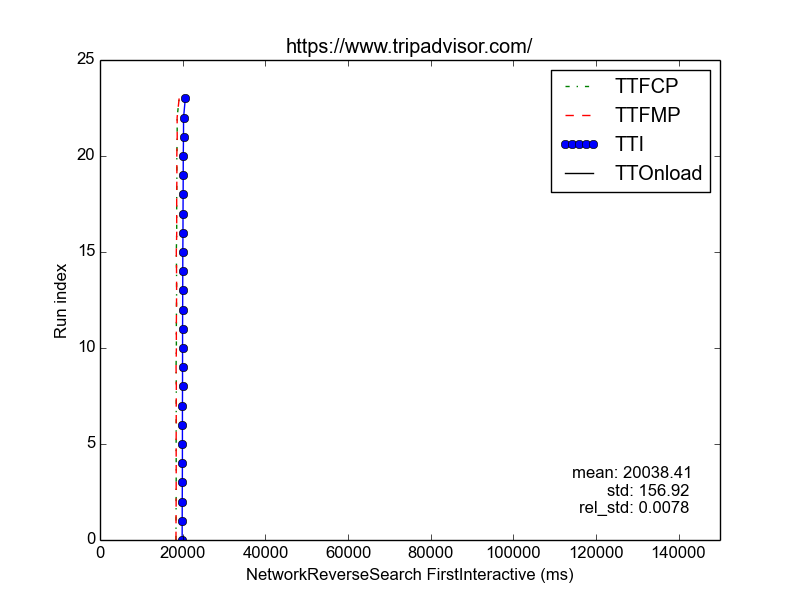 https://www.tripadvisor.com/
25
20
15
10
5
0
Run index
TTFCP
TTFMP
TTI
TTOnload
mean: 20038.41
std: 156.92
rel_std: 0.0078
0 20000 40000 60000 80000 100000 120000 140000
NetworkReverseSearch FirstInteractive (ms)